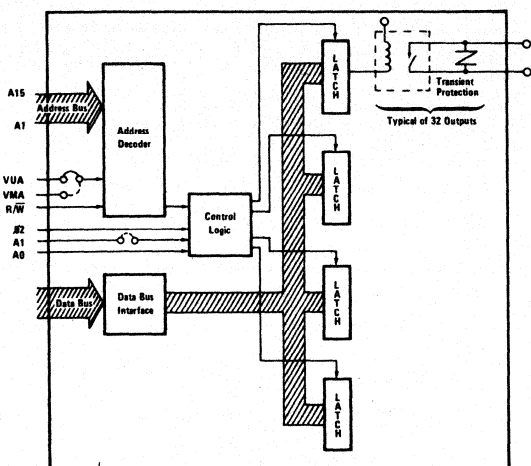 A15
Address Bus
A1
Address
Decoder
VUA
VMA
R/W
Control
Logic
ø2
A1
A0
Data Bus
Data Bus
Interface
LATCH
LATCH
LATCH
LATCH
Transient
Protection
Typical of 32 Outputs